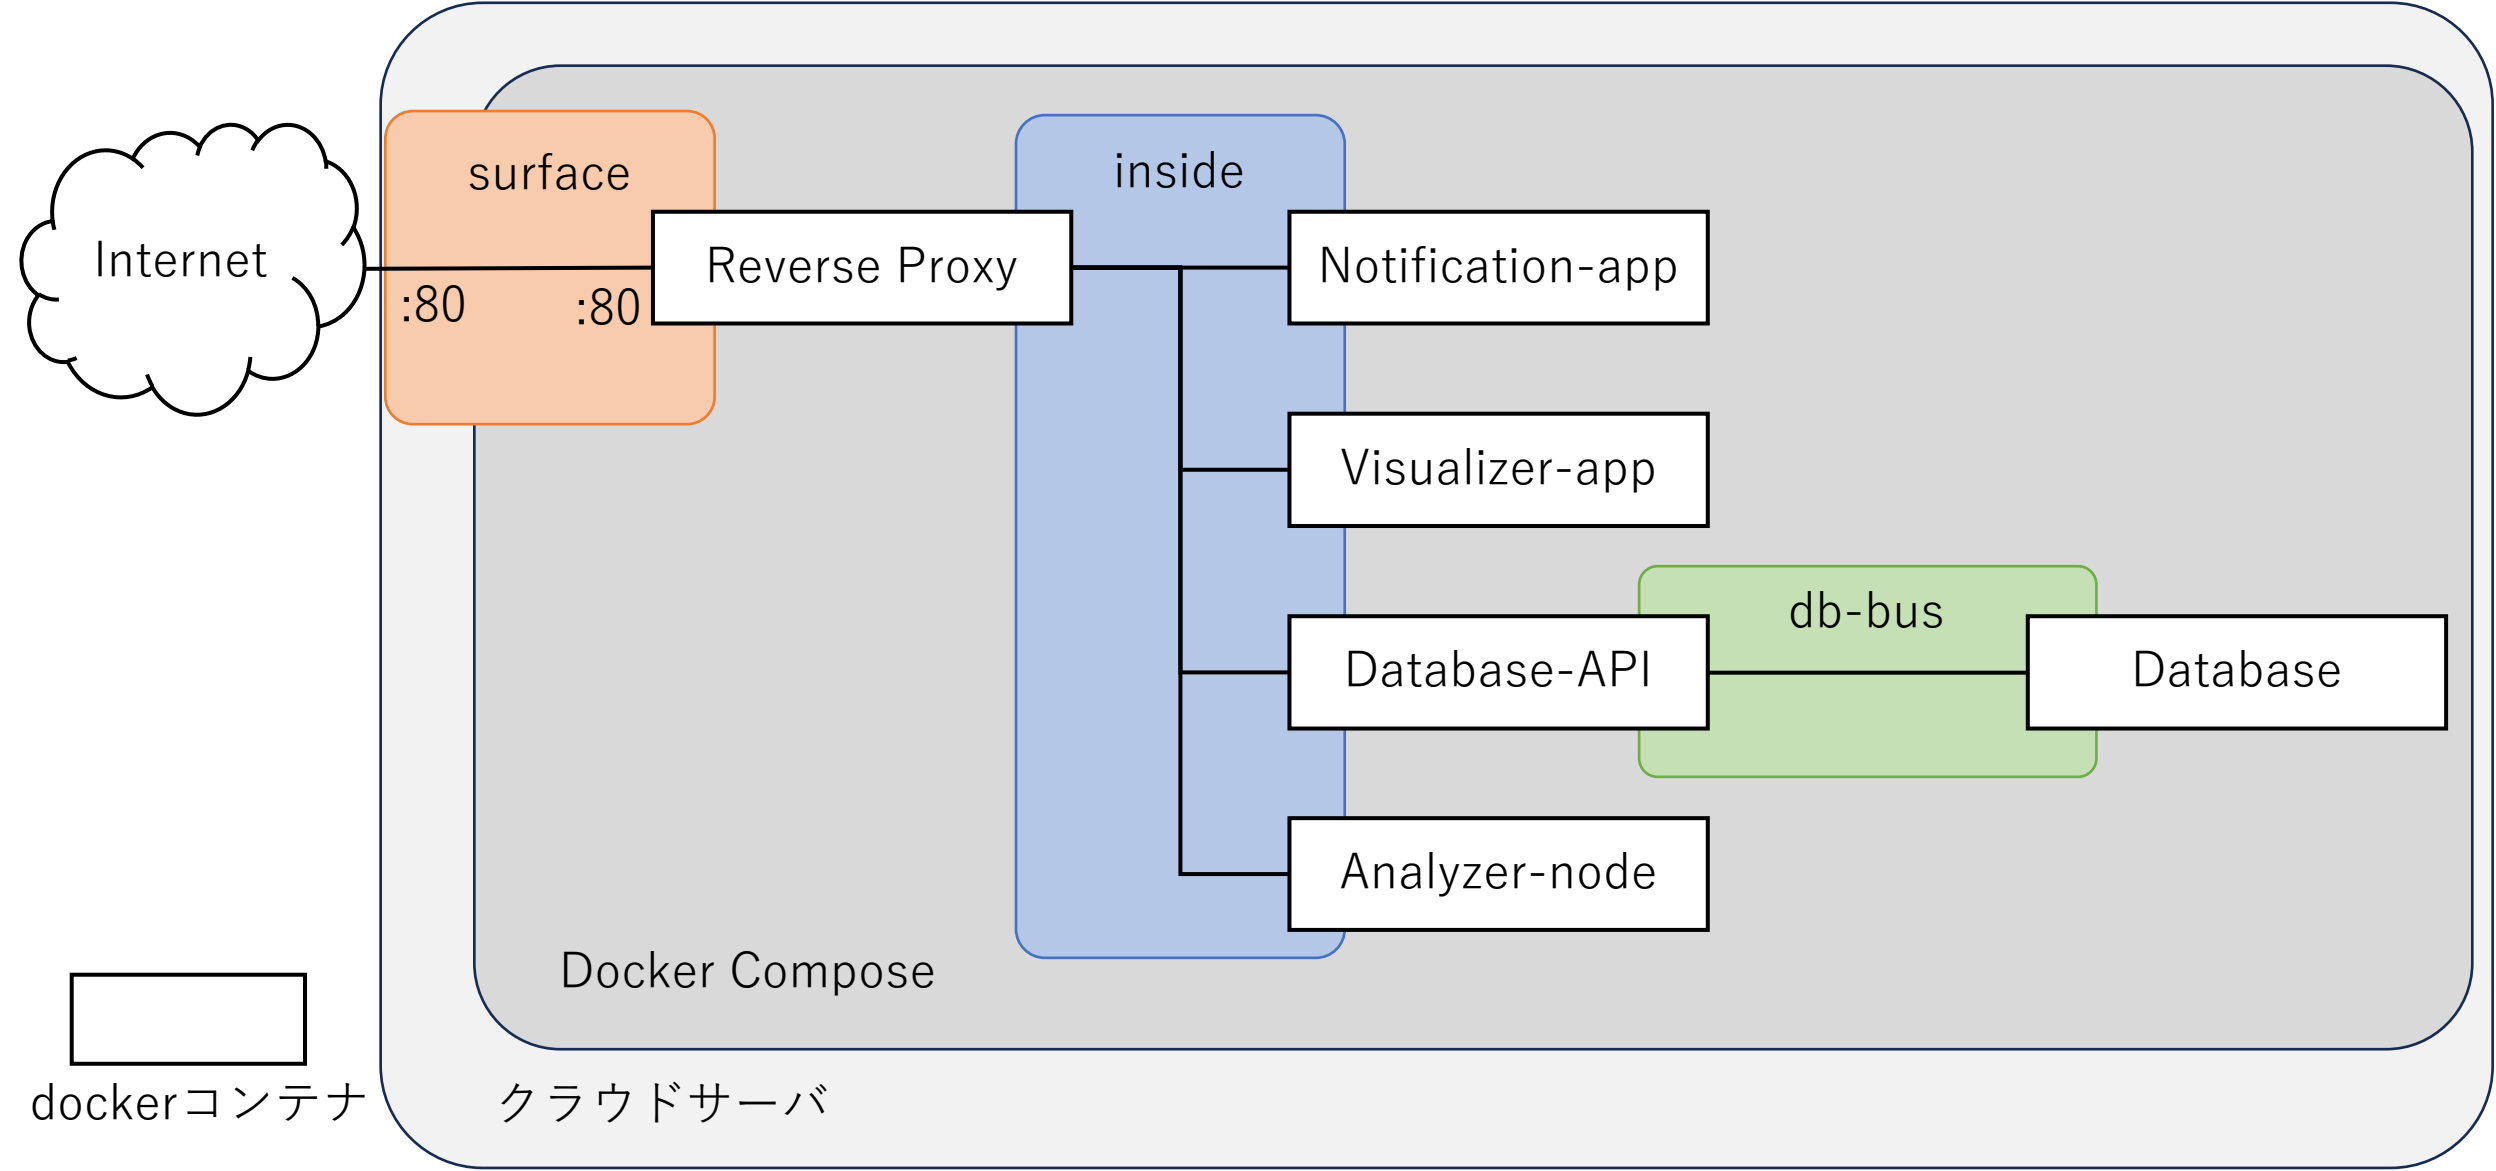 Internet
surface
:80
:80
Reverse Proxy
inside
Notification-app
Visualizer-app
db-bus
Database-API
Database
Analyzer-node
Docker Compose
dockerコンテナ
クラウドサーバ